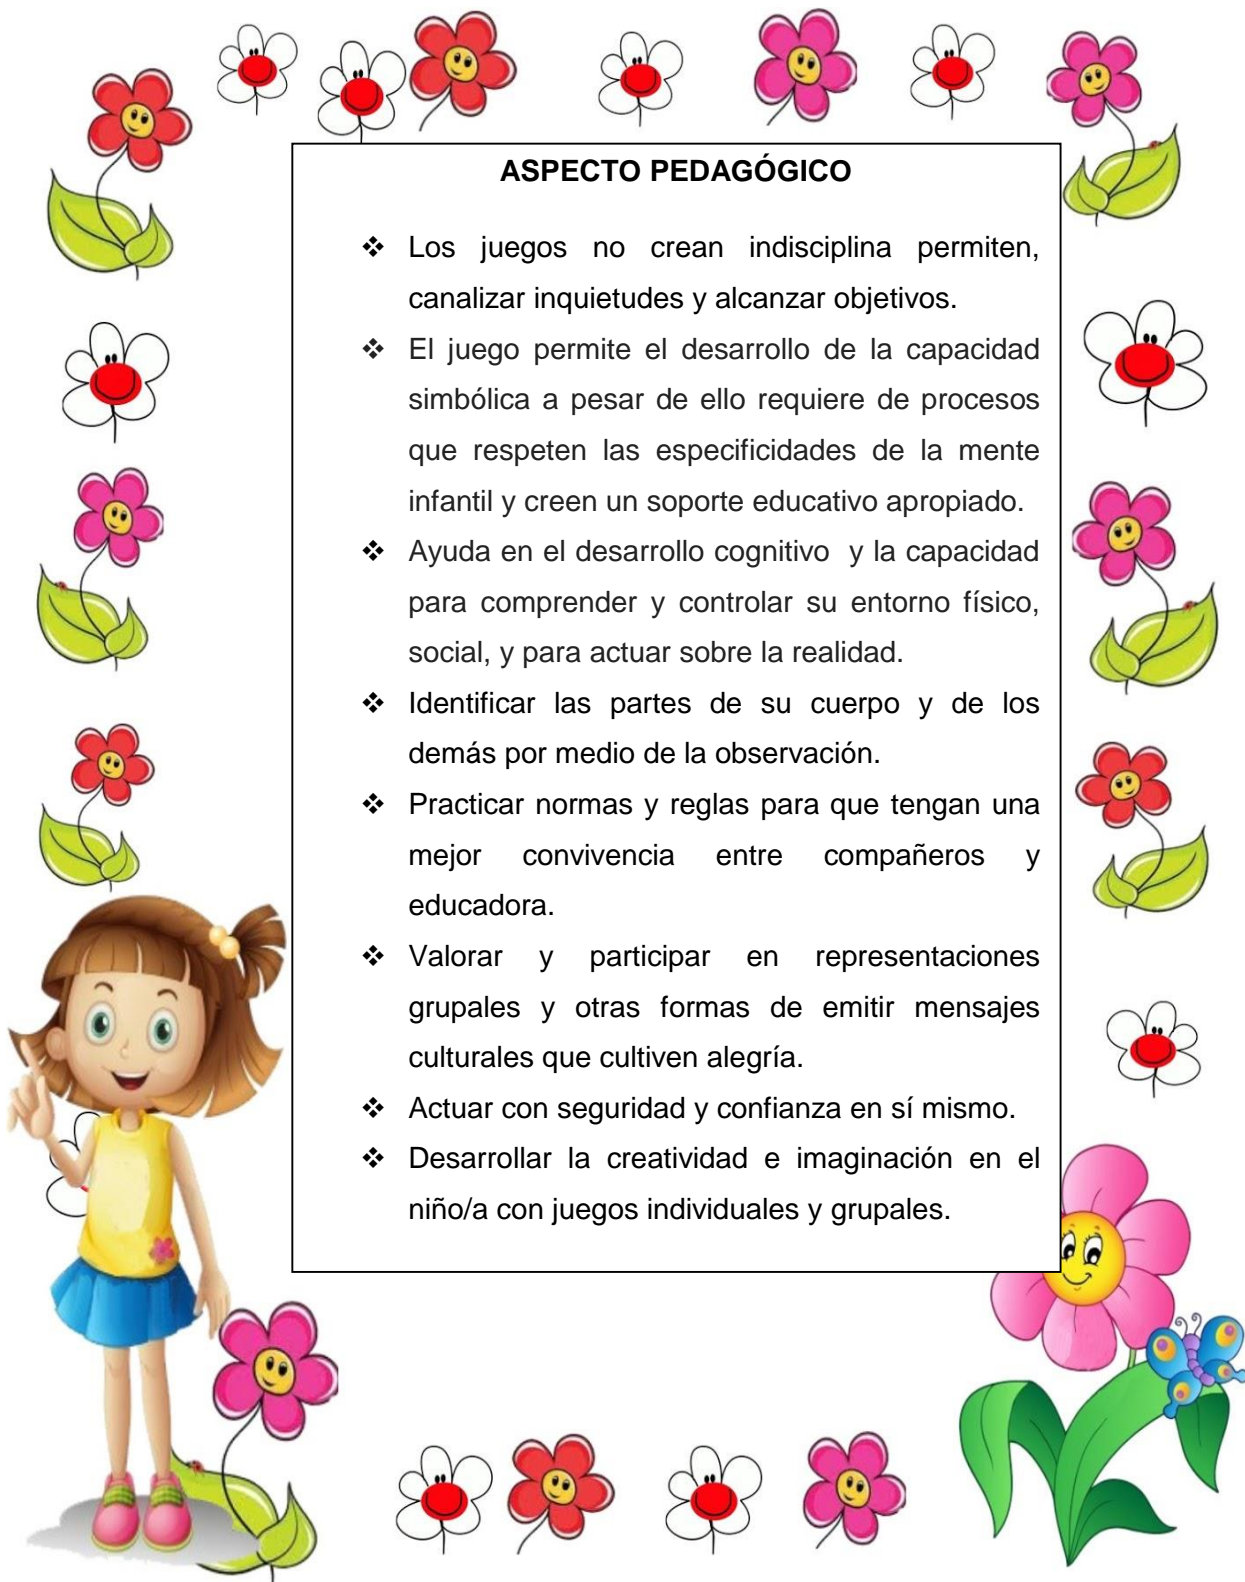 ASPECTO PEDAGÓGICO
❖ Los juegos no crean indisciplina permiten,
canalizar inquietudes y alcanzar objetivos.
❖ El juego permite el desarrollo de la capacidad
simbólica a pesar de ello requiere de procesos
que respeten las especificidades de la mente
infantil y creen un soporte educativo apropiado.
❖ Ayuda en el desarrollo cognitivo y la capacidad
para comprender y controlar su entorno físico,
social, y para actuar sobre la realidad.
❖ Identificar las partes de su cuerpo y de los
demás por medio de la observación.
❖ Practicar normas y reglas para que tengan una
mejor convivencia entre compañeros y
educadora.
❖ Valorar y participar en representaciones
grupales y otras formas de emitir mensajes
culturales que cultiven alegría.
❖ Actuar con seguridad y confianza en sí mismo.
❖ Desarrollar la creatividad e imaginación en el
niño/a con juegos individuales y grupales.